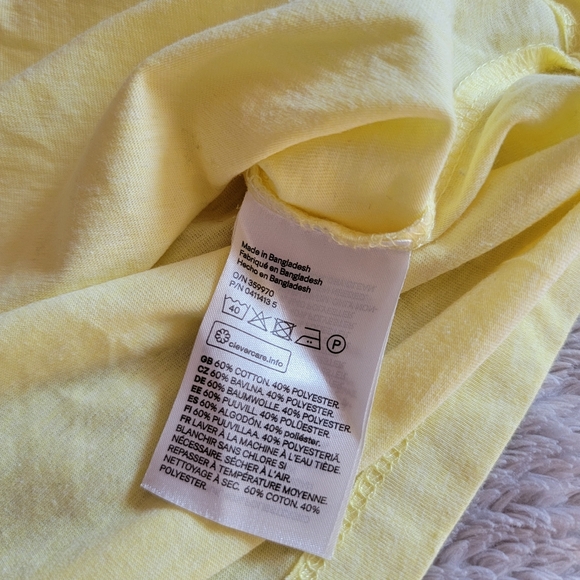 Made in Bangladesh
Fabriqué en Bangladesh
Hecho en Bangladesh
O/N 359970
P/N 0411413.5
40 P
clevercare.info
GB 60% COTTON. 40% POLYESTER.
CZ 60% BAVLNA. 40% POLYESTER.
DE 60% BAUMWOLLE. 40% POLYESTER.
EE 60% PUUVILL. 40% POLÜESTER.
ES 60% ALGODÓN. 40% poliéster.
FI 60% PUUVILLAA. 40% POLYESTERIÄ.
FR LAVER À LA MACHINE À L'EAU TIÈDE.
BLANCHIR SANS CHLORE SI
NÉCESSAIRE. SÉCHER À L'AIR.
REPASSER À TEMPÉRATURE MOYENNE.
NETTOYAGE À SEC. 60% COTON. 40%
POLYESTER.